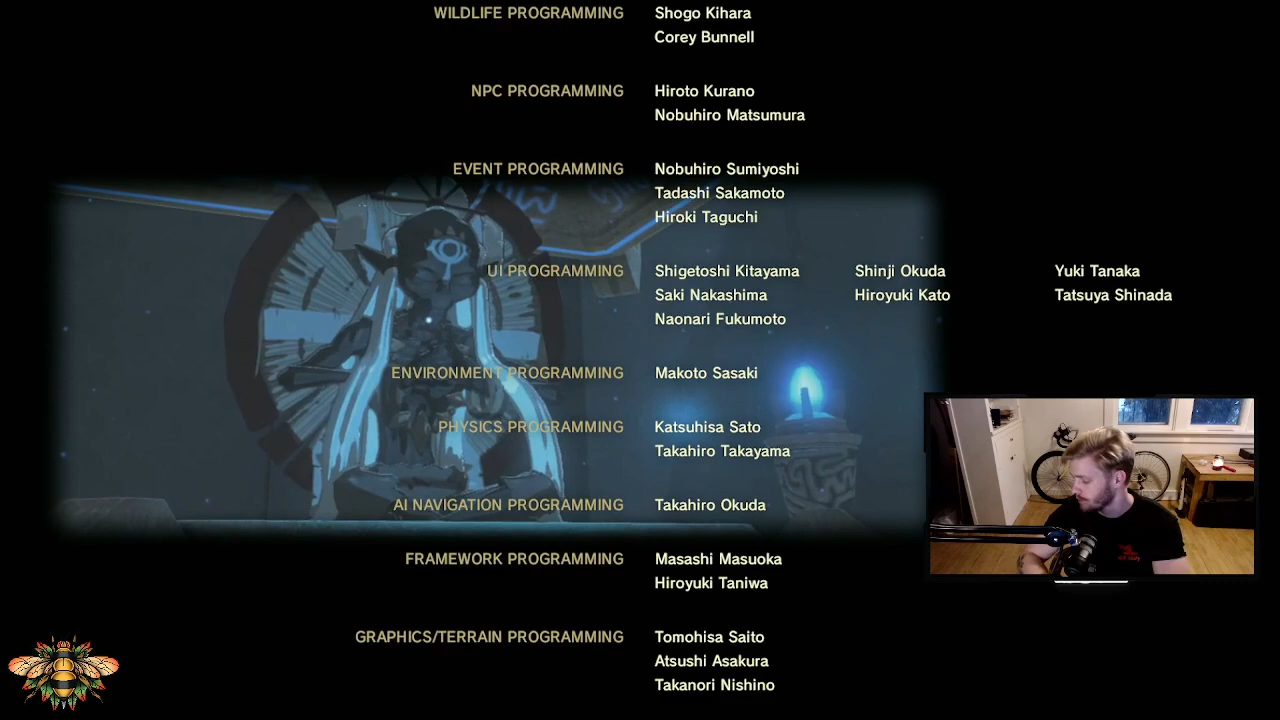 WILDLIFE PROGRAMMING Shogo Kihara
Corey Bunnell
NPC PROGRAMMING Hiroto Kurano
Nobuhiro Matsumura
EVENT PROGRAMMING Nobuhiro Sumiyoshi
Tadashi Sakamoto
Hiroki Taguchi
UI PROGRAMMING Shigetoshi Kitayama Shinji Okuda Yuki Tanaka
Saki Nakashima Hiroyuki Kato Tatsuya Shinada
Naonari Fukumoto
ENVIRONMENT PROGRAMMING Makoto Sasaki
PHYSICS PROGRAMMING Katsuhisa Sato
Takahiro Takayama
AI NAVIGATION PROGRAMMING Takahiro Okuda
FRAMEWORK PROGRAMMING Masashi Masuoka
Hiroyuki Taniwa
GRAPHICS/TERRAIN PROGRAMMING Tomohisa Saito
Atsushi Asakura
Takanori Nishino